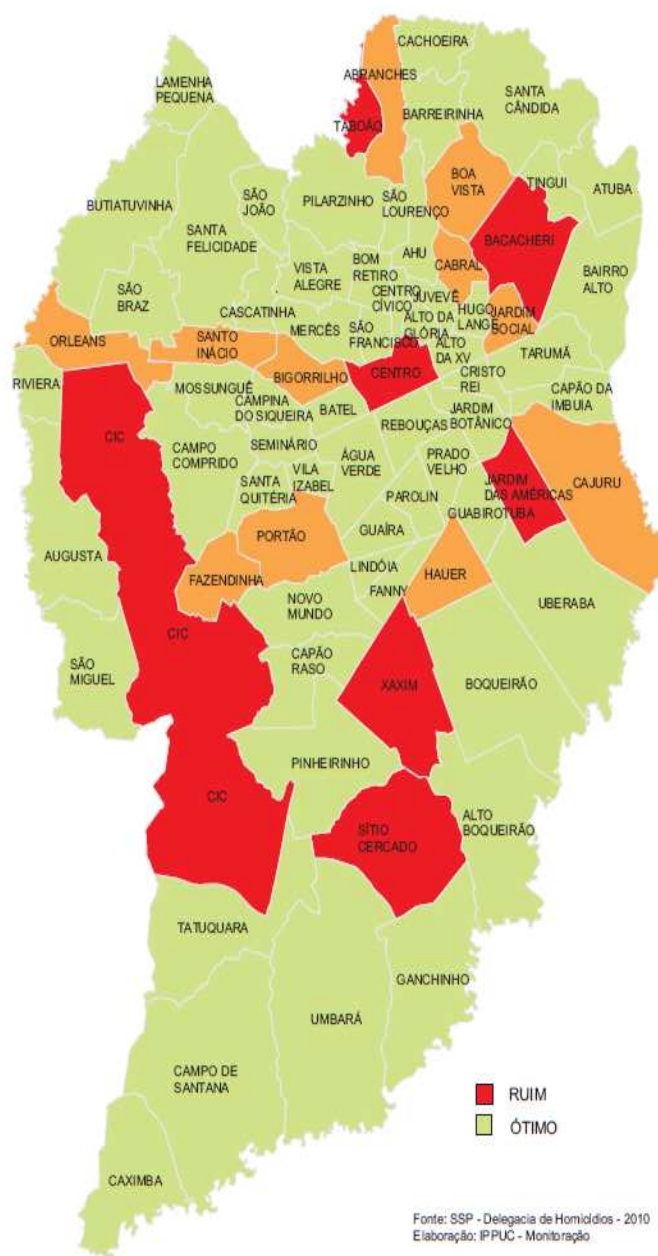 CACHOEIRA
LAMENHA
PEQUENA
ABRANCHES
SANTA
CÂNDIDA
BARREIRINHA
TABOÃO
BOA
VISTA
TINGUI
ATUBA
SÃO
JOÃO
PILARZINHO
SÃO
LOURENÇO
BUTIATUVINHA
SANTA
FELICIDADE
BACACHERI
AHU
CABRAL
BAIRRO
ALTO
VISTA
ALEGRE
BOM
RETIRO
SÃO
BRAZ
CENTRO
CÍVICO
JUVEVÊ
HUGO
LANGE
JARDIM
SOCIAL
CASCATINHA
MERCÊS
SÃO
FRANCISCO
ALTO DA
GLÓRIA
ALTO
DA XV
ORLEANS
SANTO
INÁCIO
TARUMÃ
BIGORRILHO
CENTRO
CRISTO
REI
RIVIERA
MOSSUNGUÊ
CAMPINA
DO SIQUEIRA
BATEL
CAPÃO DA
IMBUIA
REBOUÇAS
JARDIM
BOTÂNICO
CIC
CAMPO
COMPRIDO
SEMINÁRIO
ÁGUA
VERDE
PRADO
VELHO
SANTA
QUITÉRIA
VILA
IZABEL
PAROLIN
JARDIM
DAS AMÉRICAS
CAJURU
GUABIROTUBA
PORTÃO
GUAÍRA
AUGUSTA
FAZENDINHA
LINDÓIA
HAUER
FANNY
NOVO
MUNDO
UBERABA
CIC
CAPÃO
RASO
SÃO
MIGUEL
XAXIM
BOQUEIRÃO
PINHEIRINHO
CIC
SÍTIO
CERCADO
ALTO
BOQUEIRÃO
TATUQUARA
GANCHINHO
UMBARÁ
CAMPO DE
SANTANA
CAXIMBA
RUIM
ÓTIMO
Fonte: SSP - Delegacia de Homicídios - 2010
Elaboração: IPPUC - Monitoração